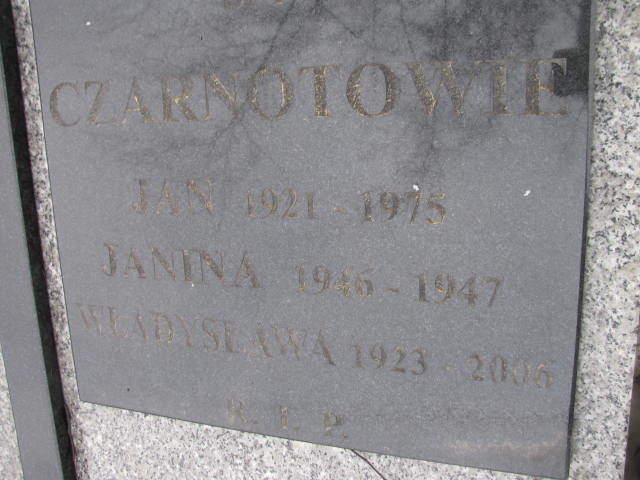 CZARNOTOWIE
JAN 1921 - 1975
JANINA 1946 - 1947
WŁADYSŁAWA 1923 - 2006
R. I. P.